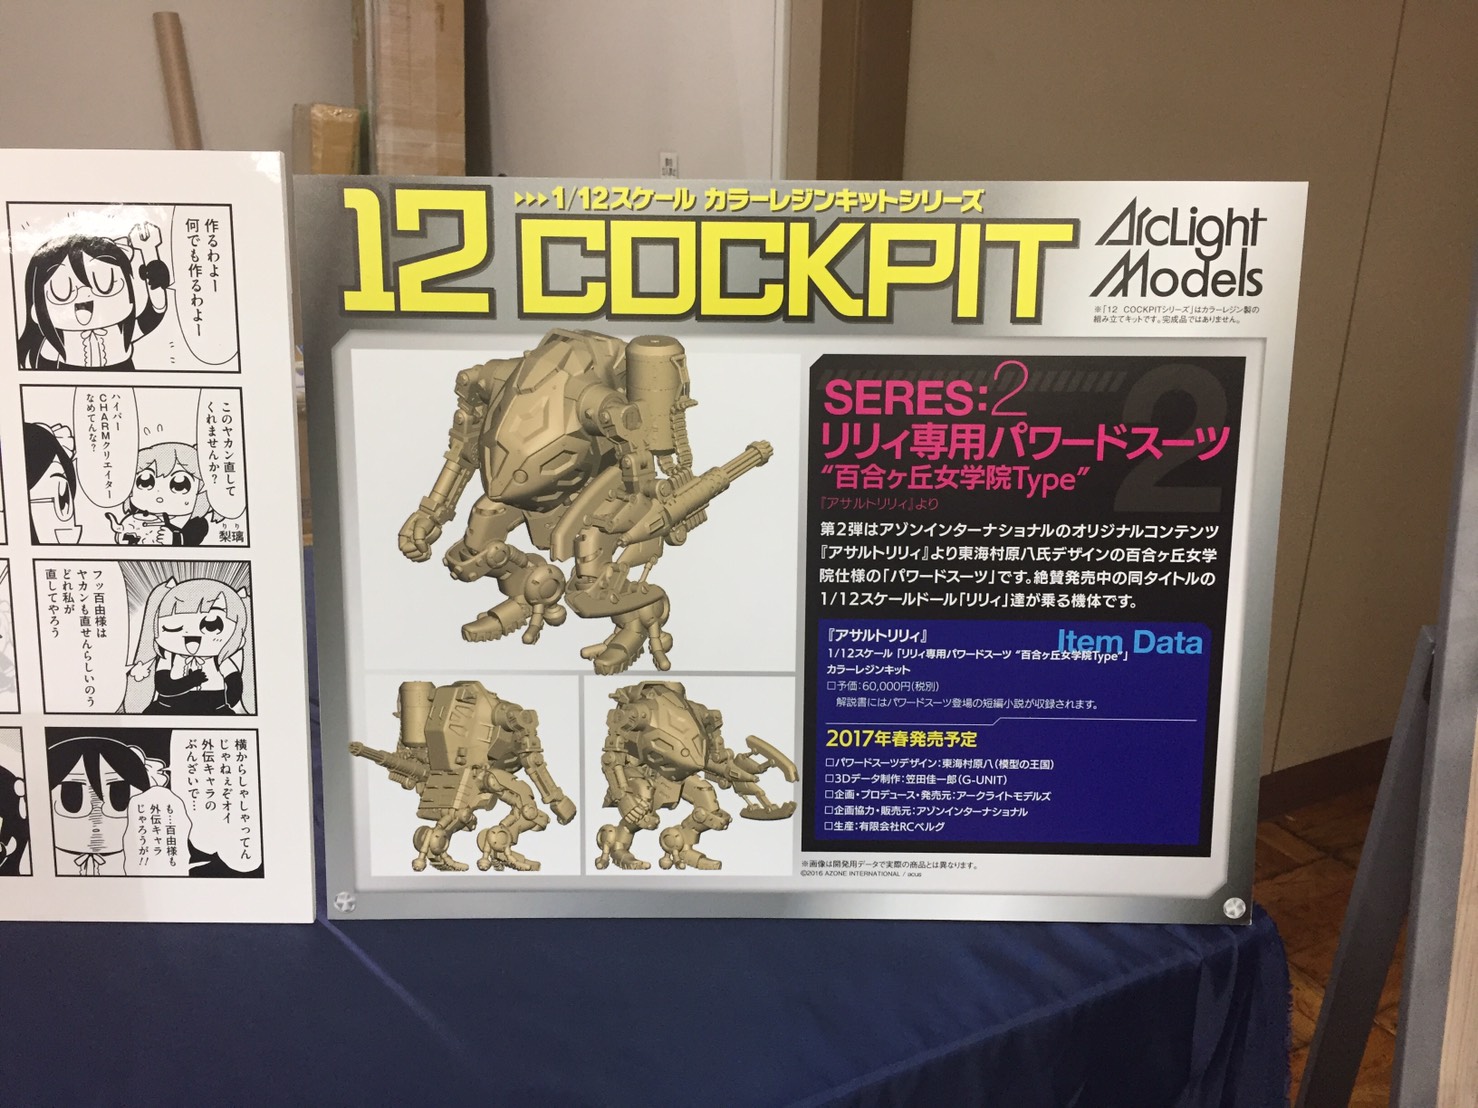 作るわよー
何でも作るわよー
このヤカン直して
くれませんか?
ハイパー
CHARMクリエイター
なめてんな?
梨璃
りり
フッ百由様は
ヤカンも直せんらしいのう
どれ私が
直してやろう
横からしゃしゃってん
じゃねぇぞオイ
外伝キャラの
ぶんざいで…
も…百由様も
外伝キャラ
じゃろうが!!
1/12スケール カラーレジンキットシリーズ
12 COCKPIT
ArcLight
Models
※「12 COCKPITシリーズ」はカラーレジン製の
組み立てキットです。完成品ではありません。
2
SERES:2
リリィ専用パワードスーツ
“百合ヶ丘女学院Type”
『アサルトリリィ』より
第2弾はアゾンインターナショナルのオリジナルコンテンツ
『アサルトリリィ』より東海村原八氏デザインの百合ヶ丘女学
院仕様の「パワードスーツ」です。絶賛発売中の同タイトルの
1/12スケールドール「リリィ」達が乗る機体です。
『アサルトリリィ』
Item Data
1/12スケール「リリィ専用パワードスーツ “百合ヶ丘女学院Type”」
カラーレジンキット
□予価:60,000円(税別)
解説書にはパワードスーツ登場の短編小説が収録されます。
2017年春発売予定
□パワードスーツデザイン:東海村原八(模型の王国)
□3Dデータ制作:笠田佳一郎(G-UNIT)
□企画・プロデュース・発売元:アークライトモデルズ
□企画協力・販売元:アゾンインターナショナル
□生産:有限会社RCベルグ
※画像は開発用データで実際の商品とは異なります。
©2016 AZONE INTERNATIONAL / acus